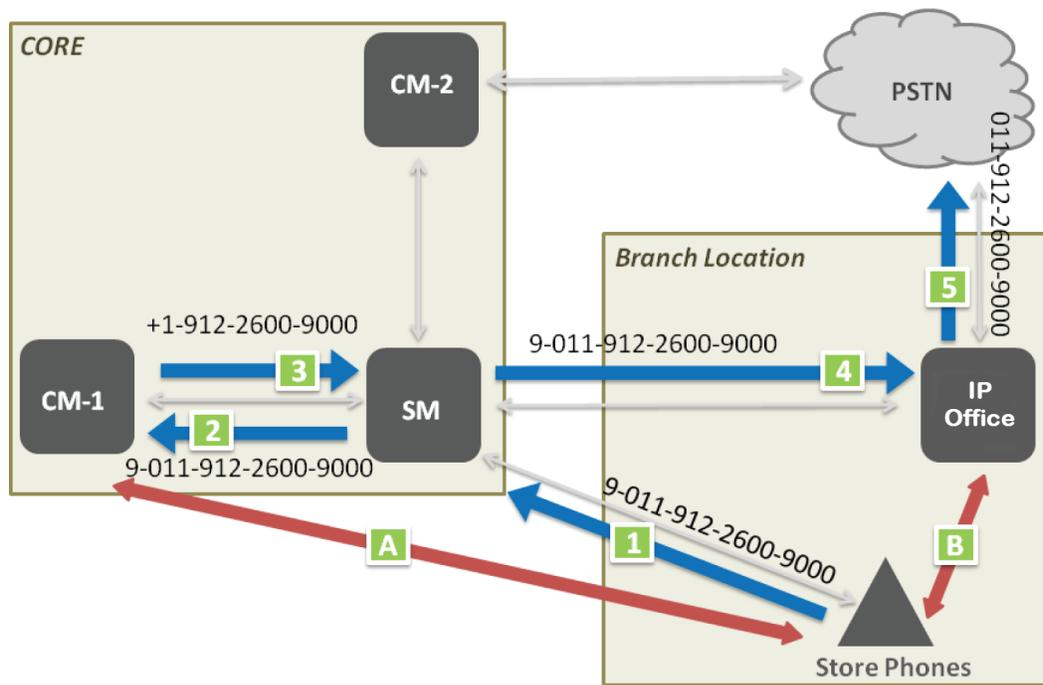 CORE
CM-2
PSTN
011-912-2600-9000
Branch Location
5
+1-912-2600-9000
3
9-011-912-2600-9000
4
CM-1
SM
IP
Office
2
9-011-912-2600-9000
9-011-912-2600-9000
A
1
B
Store Phones